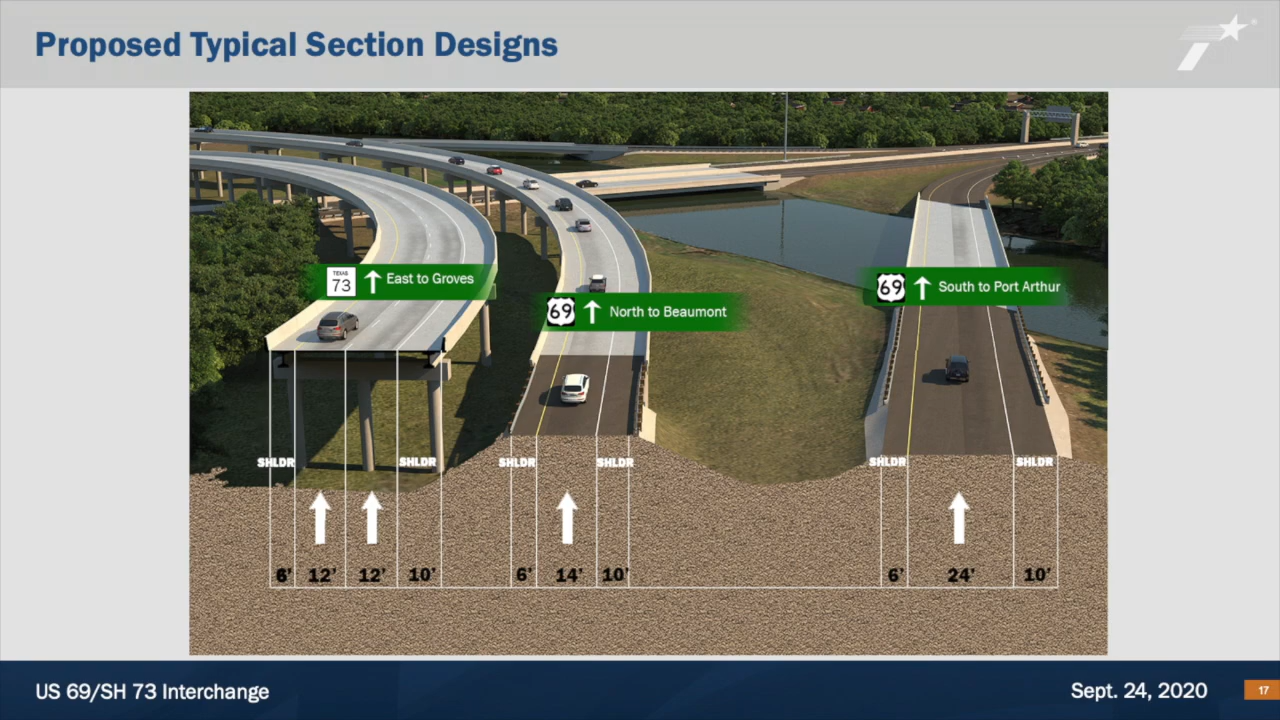 Proposed Typical Section Designs
TEXAS
73 East to Groves
69 North to Beaumont
69 South to Port Arthur
SHLDR SHLDR SHLDR SHLDR SHLDR SHLDR
6' 12' 12' 10' 6' 14' 10' 6' 24' 10'
US 69/SH 73 Interchange
Sept. 24, 2020
17